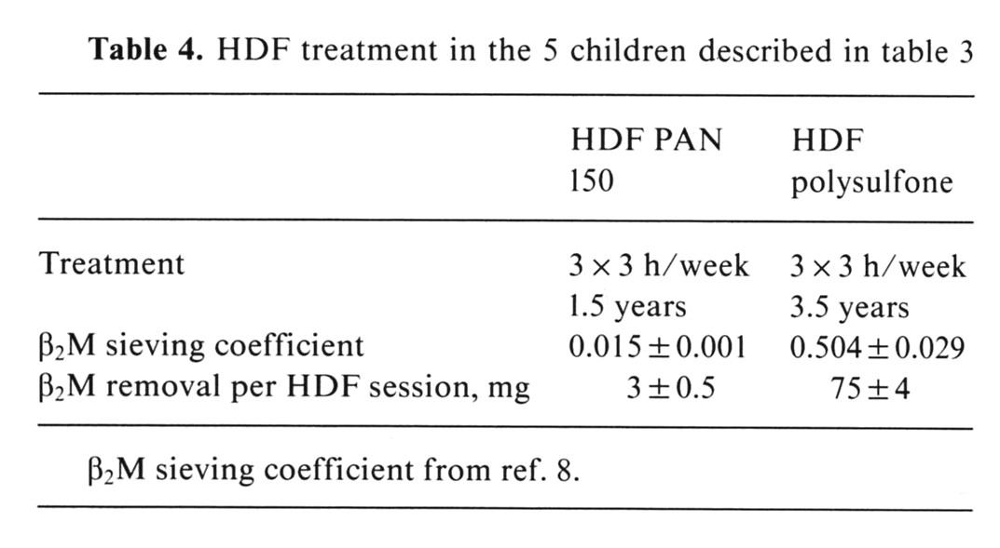 Table 4. HDF treatment in the 5 children described in table 3
HDF PAN HDF
150 polysulfone
Treatment 3 × 3 h/week 3 × 3 h/week
1.5 years 3.5 years
β₂M sieving coefficient 0.015 ± 0.001 0.504 ± 0.029
β₂M removal per HDF session, mg 3 ± 0.5 75 ± 4
β₂M sieving coefficient from ref. 8.